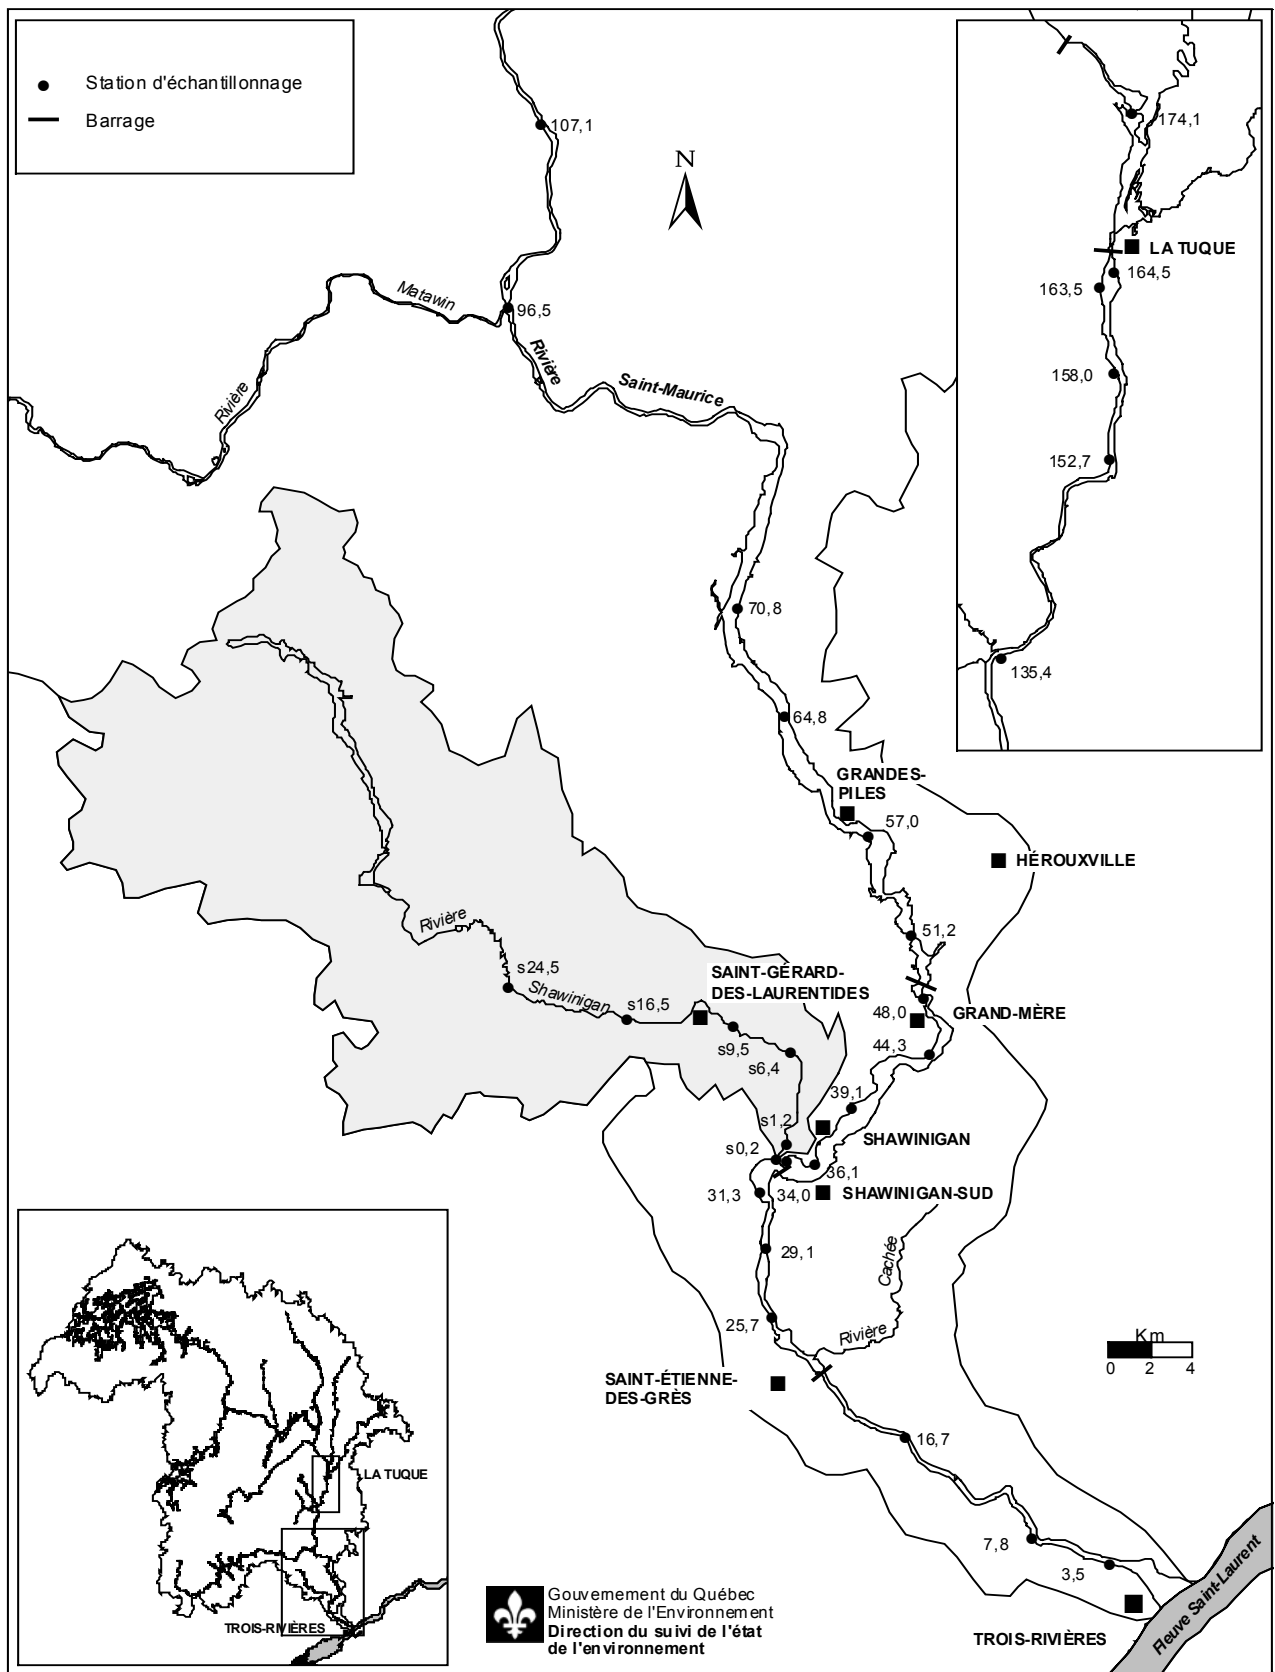 Station d'échantillonnage
Barrage
107,1
N
174,1
LA TUQUE
164,5
163,5
158,0
152,7
135,4
Matawin
Rivière
96,5
Rivière
Saint-Maurice
70,8
64,8
GRANDES-
PILES
57,0
HÉROUXVILLE
51,2
Rivière
Shawinigan
s24,5
s16,5
SAINT-GÉRARD-
DES-LAURENTIDES
s9,5
s6,4
48,0
GRAND-MÈRE
44,3
39,1
SHAWINIGAN
s1,2
s0,2
36,1
31,3
34,0
SHAWINIGAN-SUD
29,1
Rivière
Cachée
25,7
Km
0 2 4
SAINT-ÉTIENNE-
DES-GRÈS
16,7
7,8
3,5
TROIS-RIVIÈRES
Fleuve Saint-Laurent
LA TUQUE
TROIS-RIVIÈRES
Gouvernement du Québec
Ministère de l'Environnement
Direction du suivi de l'état
de l'environnement